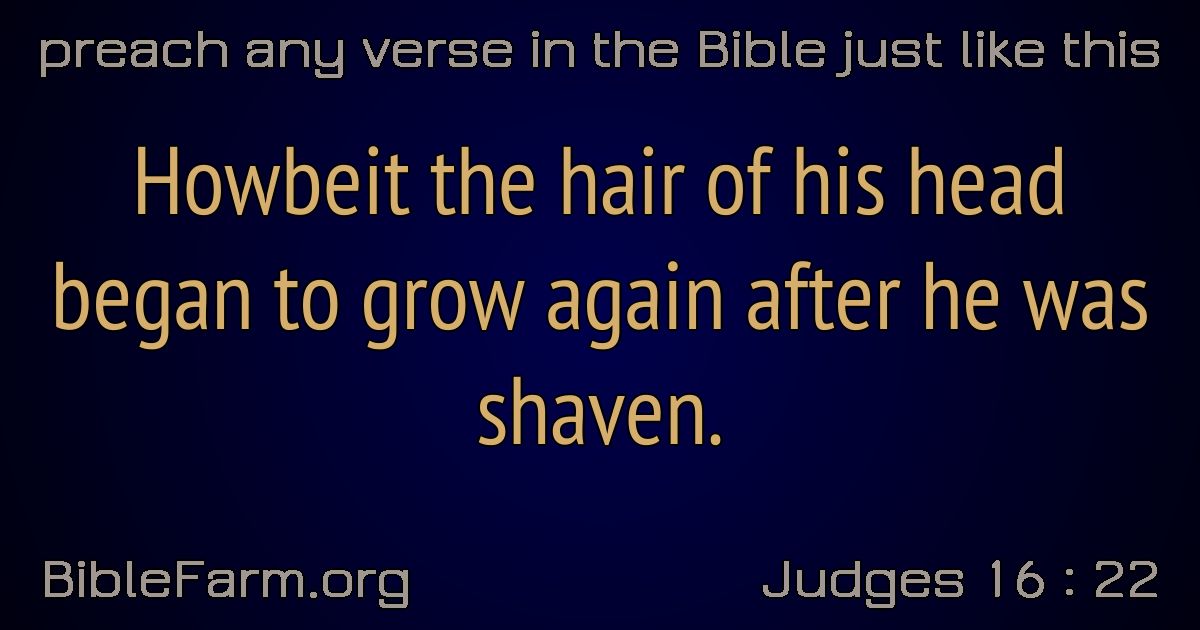 preach any verse in the Bible just like this
Howbeit the hair of his head
began to grow again after he was
shaven.
BibleFarm.org
Judges 16 : 22